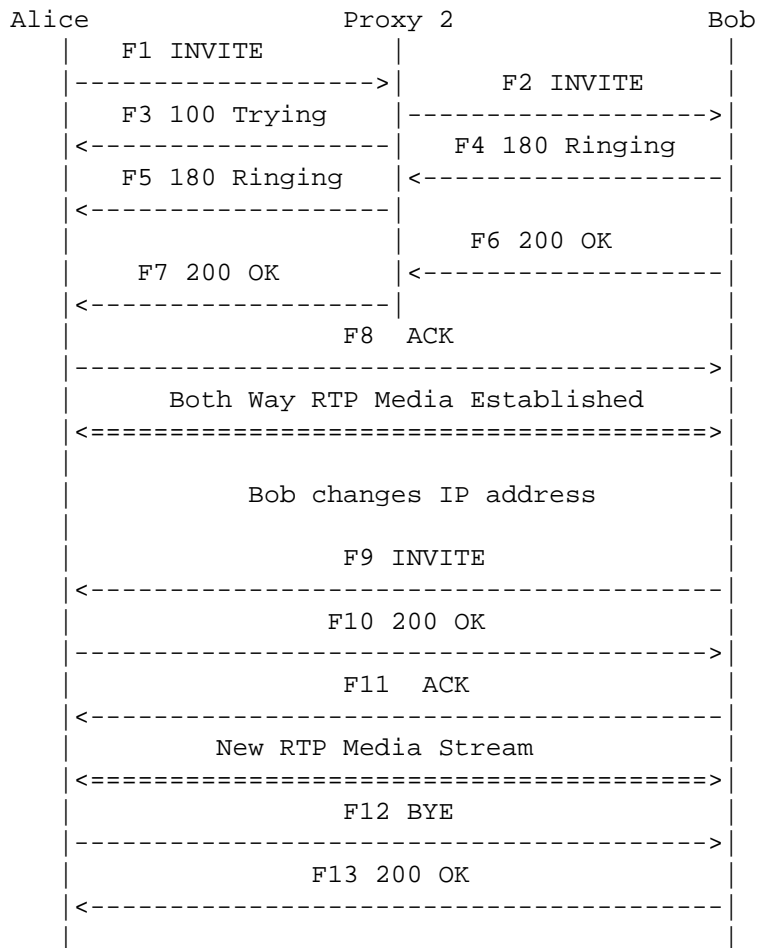 Alice Proxy 2 Bob
F1 INVITE
F2 INVITE
F3 100 Trying
F4 180 Ringing
F5 180 Ringing
F6 200 OK
F7 200 OK
F8 ACK
Both Way RTP Media Established
Bob changes IP address
F9 INVITE
F10 200 OK
F11 ACK
New RTP Media Stream
F12 BYE
F13 200 OK